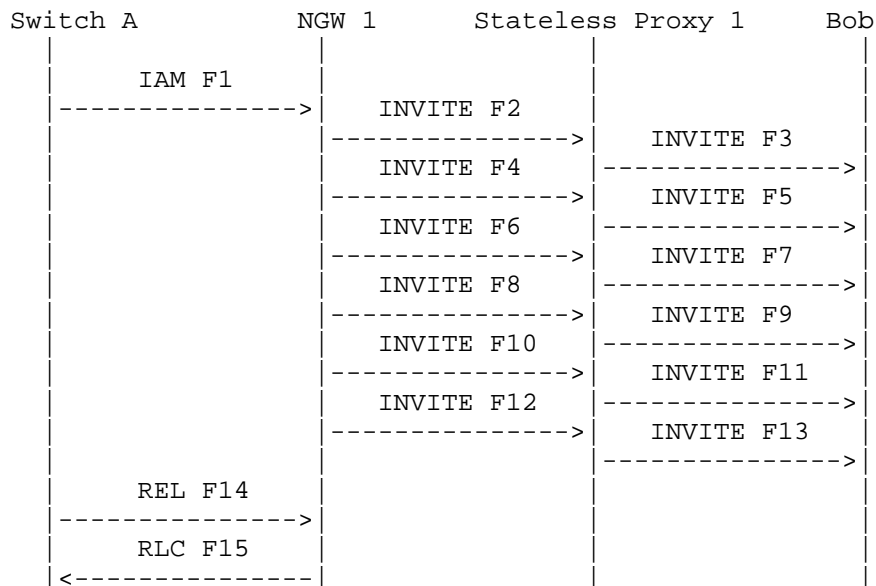 Switch A NGW 1 Stateless Proxy 1 Bob
IAM F1
INVITE F2
INVITE F3
INVITE F4
INVITE F5
INVITE F6
INVITE F7
INVITE F8
INVITE F9
INVITE F10
INVITE F11
INVITE F12
INVITE F13
REL F14
RLC F15